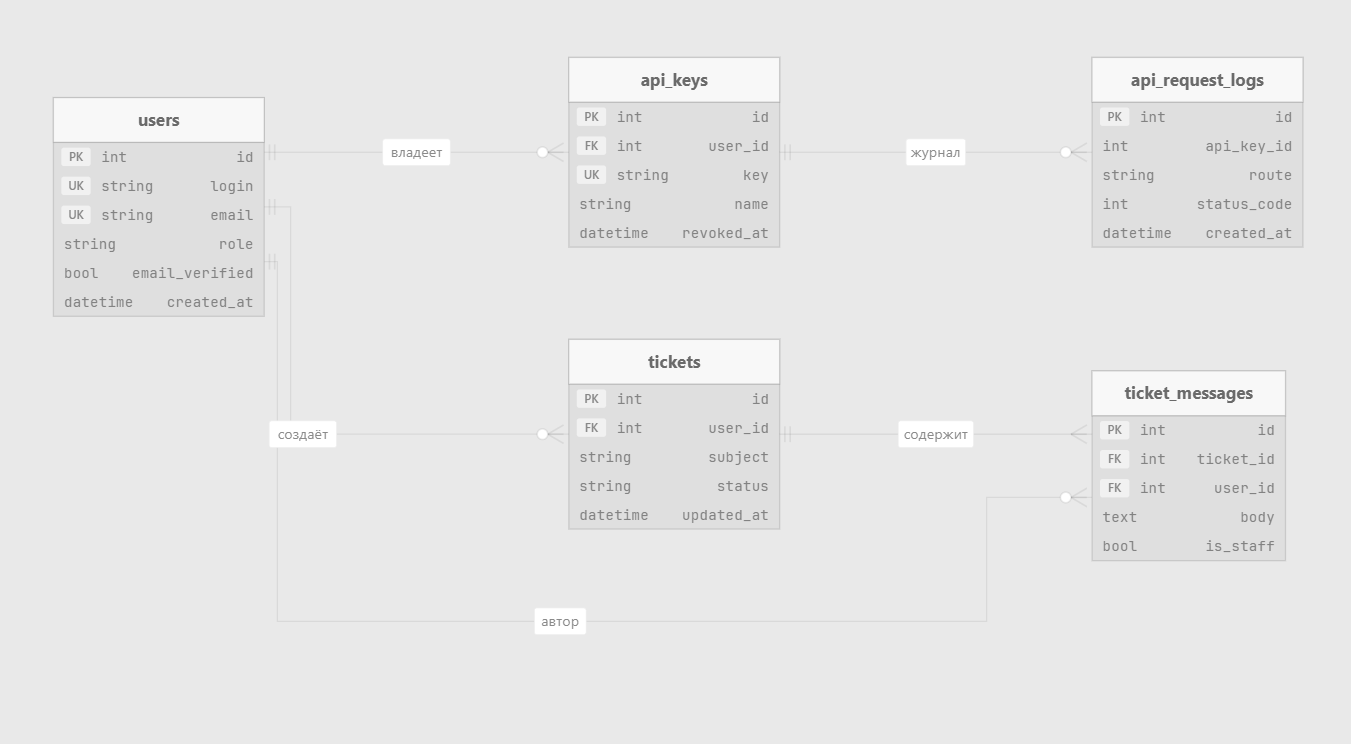 users
PK int id
UK string login
UK string email
string role
bool email_verified
datetime created_at
владеет
api_keys
PK int id
FK int user_id
UK string key
string name
datetime revoked_at
журнал
api_request_logs
PK int id
int api_key_id
string route
int status_code
datetime created_at
создаёт
tickets
PK int id
FK int user_id
string subject
string status
datetime updated_at
содержит
ticket_messages
PK int id
FK int ticket_id
FK int user_id
text body
bool is_staff
автор